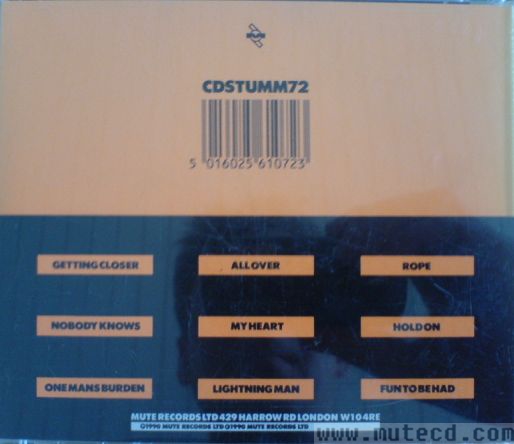 CDSTUMM72
5 016025 610723
GETTING CLOSER
ALL OVER
ROPE
NOBODY KNOWS
MY HEART
HOLD ON
ONE MANS BURDEN
LIGHTNING MAN
FUN TO BE HAD
MUTE RECORDS LTD 429 HARROW RD LONDON W10 4RE
℗1990 MUTE RECORDS LTD ©1990 MUTE RECORDS LTD
www.mutecd.com